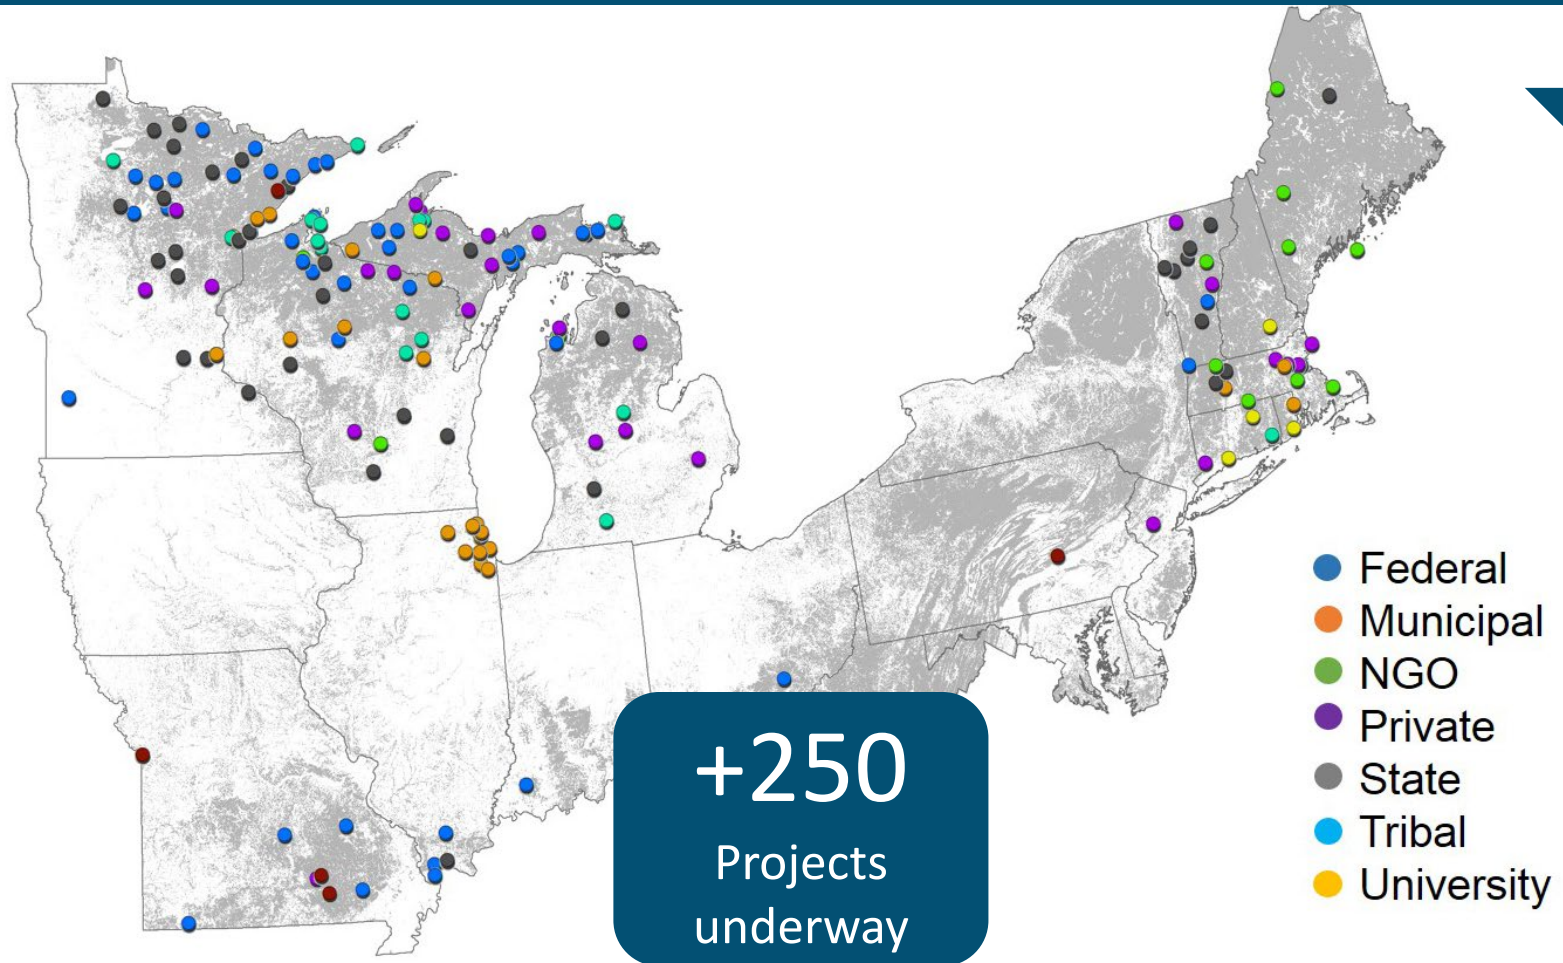 Federal
Municipal
NGO
Private
State
Tribal
University
+250
Projects
underway